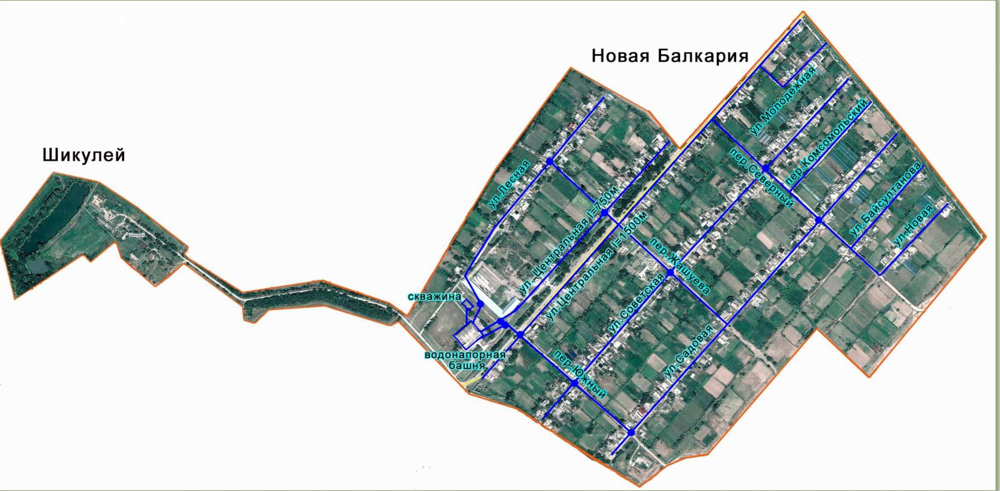 Новая Балкария
Шикулей
Шикулей
ул.Молодежная
пер.Комсомольский
пер.Северный
ул.Байсултанова
ул.Новая
ул.Лесная
ул. Центральная l=750м
ул.Центральная l=1500м
пер.Жашуева
ул.Советская
ул.Садовая
пер.Южный
скважина
водонапорная
башня